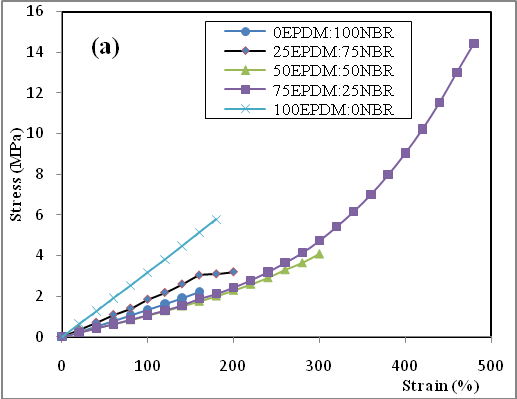 (a)
0EPDM:100NBR
25EPDM:75NBR
50EPDM:50NBR
75EPDM:25NBR
100EPDM:0NBR
Stress (MPa)
16
14
12
10
8
6
4
2
0
0 100 200 300 400 500
Strain (%)